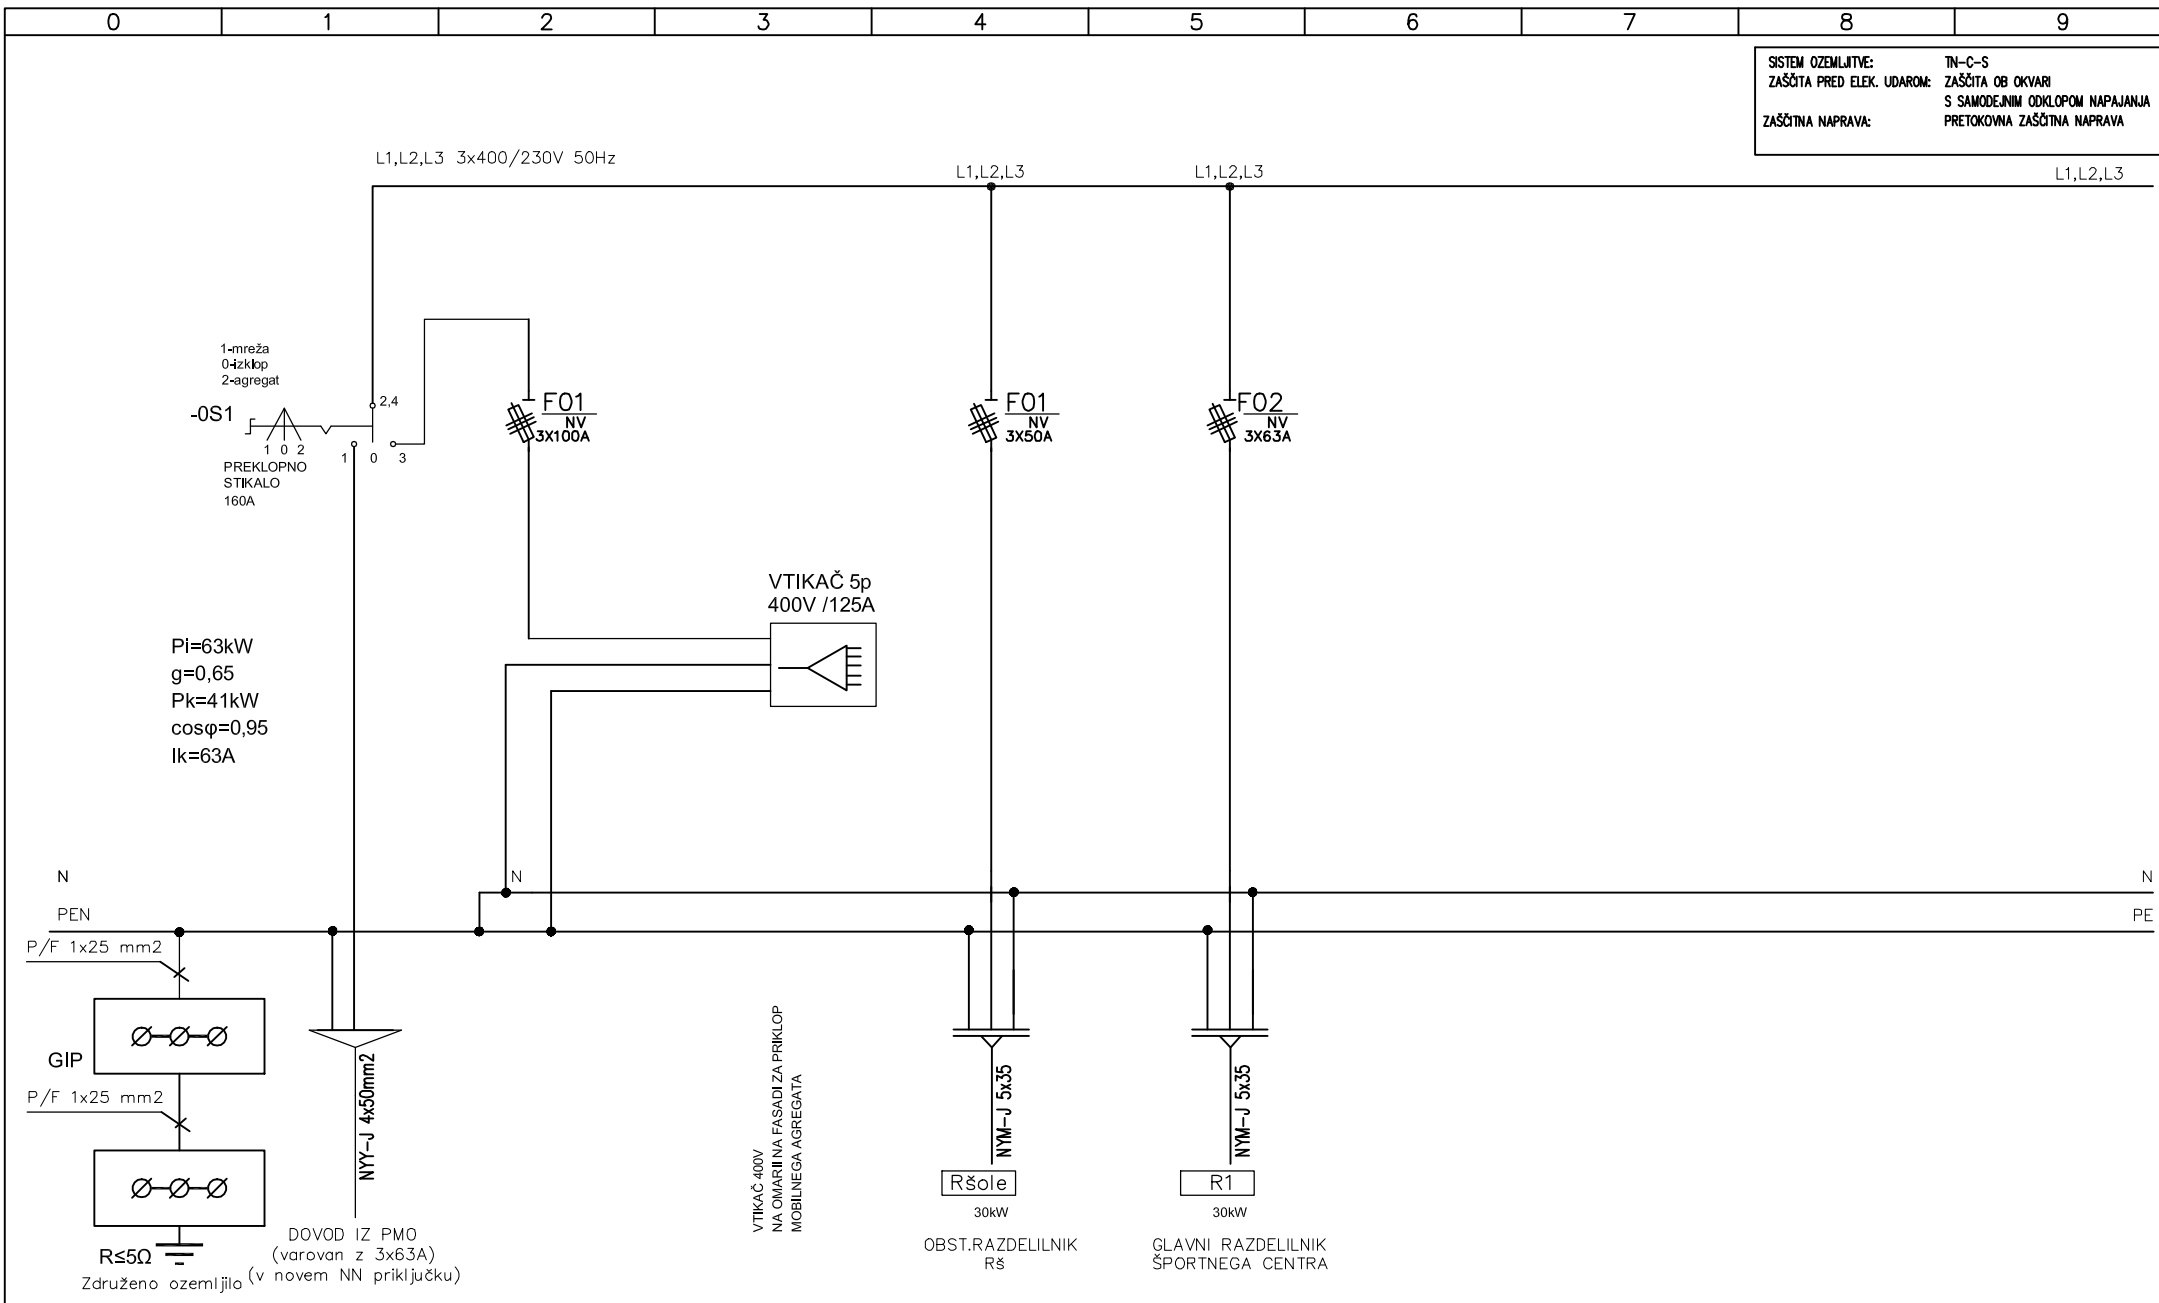 0 1 2 3 4 5 6 7 8 9
SISTEM OZEMLJITVE: TN-C-S
ZAŠČITA PRED ELEK. UDAROM: ZAŠČITA OB OKVARI
S SAMODEJNIM ODKLOPOM NAPAJANJA
ZAŠČITNA NAPRAVA: PRETOKOVNA ZAŠČITNA NAPRAVA
L1,L2,L3 3x400/230V 50Hz
L1,L2,L3
L1,L2,L3
L1,L2,L3
1-mreža
0-izklop
2-agregat
-0S1
2,4
1 0 2
1 0 3
PREKLOPNO
STIKALO
160A
F01
NV
3X100A
F01
NV
3X50A
F02
NV
3X63A
VTIKAČ 5p
400V /125A
Pi=63kW
g=0,65
Pk=41kW
cosφ=0,95
Ik=63A
N
N
N
PEN
PE
P/F 1x25 mm2
GIP
P/F 1x25 mm2
R≤5Ω
Združeno ozemljilo
NYY-J 4x50mm2
DOVOD IZ PMO
(varovan z 3x63A)
(v novem NN priključku)
VTIKAČ 400V
NA OMARII NA FASADI ZA PRIKLOP
MOBILNEGA AGREGATA
NYM-J 5x35
Ršole
30kW
OBST.RAZDELILNIK
Rš
NYM-J 5x35
R1
30kW
GLAVNI RAZDELILNIK
ŠPORTNEGA CENTRA